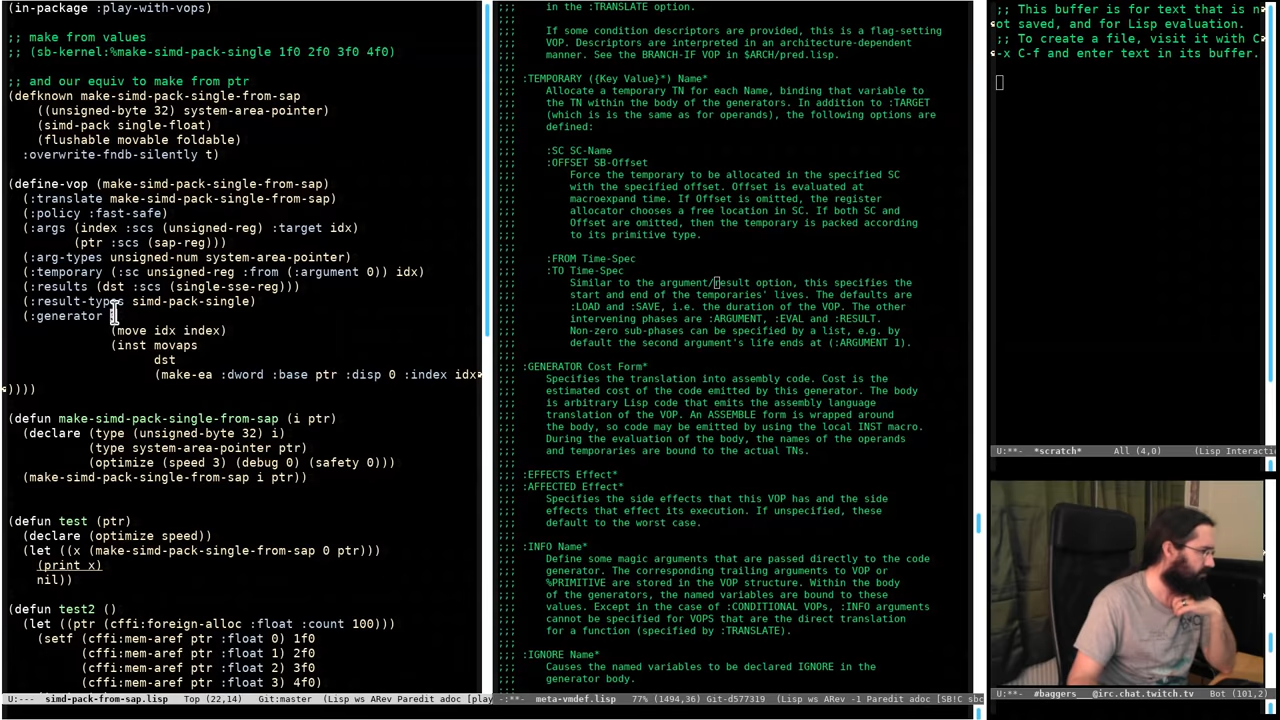 (in-package :play-with-vops)
;; make from values
;; (sb-kernel:%make-simd-pack-single 1f0 2f0 3f0 4f0)
;; and our equiv to make from ptr
(defknown make-simd-pack-single-from-sap
((unsigned-byte 32) system-area-pointer)
(simd-pack single-float)
(flushable movable foldable)
:overwrite-fndb-silently t)
(define-vop (make-simd-pack-single-from-sap)
(:translate make-simd-pack-single-from-sap)
(:policy :fast-safe)
(:args (index :scs (unsigned-reg) :target idx)
(ptr :scs (sap-reg)))
(:arg-types unsigned-num system-area-pointer)
(:temporary (:sc unsigned-reg :from (:argument 0)) idx)
(:results (dst :scs (single-sse-reg)))
(:result-types simd-pack-single)
(:generator
(move idx index)
(inst movaps
dst
(make-ea :dword :base ptr :disp 0 :index idx
))))
(defun make-simd-pack-single-from-sap (i ptr)
(declare (type (unsigned-byte 32) i)
(type system-area-pointer ptr)
(optimize (speed 3) (debug 0) (safety 0)))
(make-simd-pack-single-from-sap i ptr))
(defun test (ptr)
(declare (optimize speed))
(let ((x (make-simd-pack-single-from-sap 0 ptr)))
(print x)
nil))
(defun test2 ()
(let ((ptr (cffi:foreign-alloc :float :count 100)))
(setf (cffi:mem-aref ptr :float 0) 1f0
(cffi:mem-aref ptr :float 1) 2f0
(cffi:mem-aref ptr :float 2) 3f0
(cffi:mem-aref ptr :float 3) 4f0)
U:--- simd-pack-from-sap.lisp Top (22,14) Git:master (Lisp ws ARev Paredit adoc [play
;;; in the :TRANSLATE option.
;;;
;;; If some condition descriptors are provided, this is a flag-setting
;;; VOP. Descriptors are interpreted in an architecture-dependent
;;; manner. See the BRANCH-IF VOP in $ARCH/pred.lisp.
;;;
;;; :TEMPORARY ({Key Value}*) Name*
;;; Allocate a temporary TN for each Name, binding that variable to
;;; the TN within the body of the generators. In addition to :TARGET
;;; (which is is the same as for operands), the following options are
;;; defined:
;;;
;;; :SC SC-Name
;;; :OFFSET SB-Offset
;;; Force the temporary to be allocated in the specified SC
;;; with the specified offset. Offset is evaluated at
;;; macroexpand time. If Offset is omitted, the register
;;; allocator chooses a free location in SC. If both SC and
;;; Offset are omitted, then the temporary is packed according
;;; to its primitive type.
;;;
;;; :FROM Time-Spec
;;; :TO Time-Spec
;;; Similar to the argument/result option, this specifies the
;;; start and end of the temporaries' lives. The defaults are
;;; :LOAD and :SAVE, i.e. the duration of the VOP. The other
;;; intervening phases are :ARGUMENT, :EVAL and :RESULT.
;;; Non-zero sub-phases can be specified by a list, e.g. by
;;; default the second argument's life ends at (:ARGUMENT 1).
;;;
;;; :GENERATOR Cost Form*
;;; Specifies the translation into assembly code. Cost is the
;;; estimated cost of the code emitted by this generator. The body
;;; is arbitrary Lisp code that emits the assembly language
;;; translation of the VOP. An ASSEMBLE form is wrapped around
;;; the body, so code may be emitted by using the local INST macro.
;;; During the evaluation of the body, the names of the operands
;;; and temporaries are bound to the actual TNs.
;;;
;;; :EFFECTS Effect*
;;; :AFFECTED Effect*
;;; Specifies the side effects that this VOP has and the side
;;; effects that effect its execution. If unspecified, these
;;; default to the worst case.
;;;
;;; :INFO Name*
;;; Define some magic arguments that are passed directly to the code
;;; generator. The corresponding trailing arguments to VOP or
;;; %PRIMITIVE are stored in the VOP structure. Within the body
;;; of the generators, the named variables are bound to these
;;; values. Except in the case of :CONDITIONAL VOPs, :INFO arguments
;;; cannot be specified for VOPS that are the direct translation
;;; for a function (specified by :TRANSLATE).
;;;
;;; :IGNORE Name*
;;; Causes the named variables to be declared IGNORE in the
;;; generator body.
-:**- meta-vmdef.lisp 77% (1494,36) Git-d577319 (Lisp ws ARev -1 Paredit adoc [SB!C sbc
;; This buffer is for text that is n
ot saved, and for Lisp evaluation.
;; To create a file, visit it with C
-x C-f and enter text in its buffer.
U:**- *scratch* All (4,0) (Lisp Interacti
U:**- #baggers___@irc.chat.twitch.tv Bot (101,2)